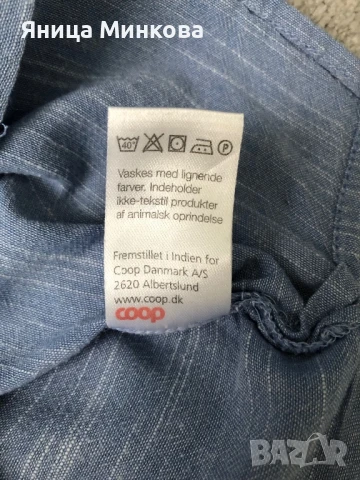 Яница Минкова
40°
P
Vaskes med lignende
farver. Indeholder
ikke-tekstil produkter
af animalsk oprindelse
Fremstillet i Indien for
Coop Danmark A/S
2620 Albertslund
www.coop.dk
coop
BAZAR